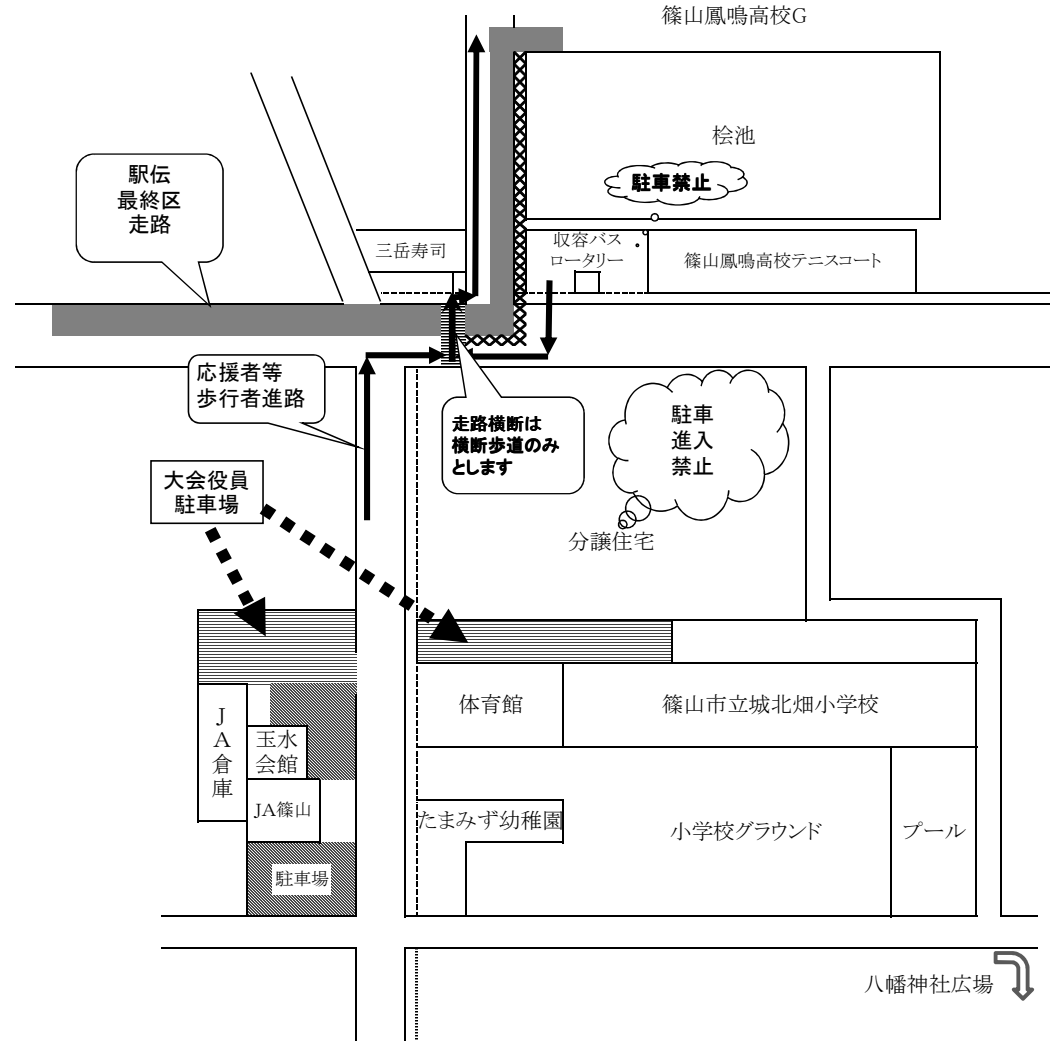 篠山鳳鳴高校G
桧池
駐車禁止
駅伝
最終区
走路
三岳寿司
収容バス
ロータリー
篠山鳳鳴高校テニスコート
応援者等
歩行者進路
走路横断は
横断歩道のみ
とします
駐車
進入
禁止
大会役員
駐車場
分譲住宅
体育館
篠山市立城北畑小学校
JA倉庫
玉水
会館
JA篠山
たまみず幼稚園
小学校グラウンド
プール
駐車場
八幡神社広場